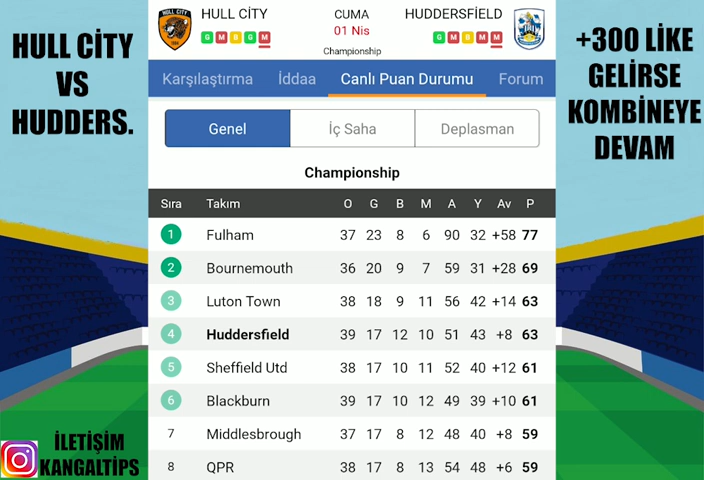 HULL CİTY
VS
HUDDERS.
HULL CİTY
G M B G M
CUMA
01 Nis
Championship
HUDDERSFİELD
G M B M M
+300 LİKE
GELİRSE
KOMBİNEYE
DEVAM
Karşılaştırma İddaa Canlı Puan Durumu Forum
Genel İç Saha Deplasman
Championship
Sıra Takım O G B M A Y Av P
1 Fulham 37 23 8 6 90 32 +58 77
2 Bournemouth 36 20 9 7 59 31 +28 69
3 Luton Town 38 18 9 11 56 42 +14 63
4 Huddersfield 39 17 12 10 51 43 +8 63
5 Sheffield Utd 38 17 10 11 52 40 +12 61
6 Blackburn 39 17 10 12 49 39 +10 61
7 Middlesbrough 37 17 8 12 48 40 +8 59
8 QPR 38 17 8 13 54 48 +6 59
İLETİŞİM
KANGALTİPS